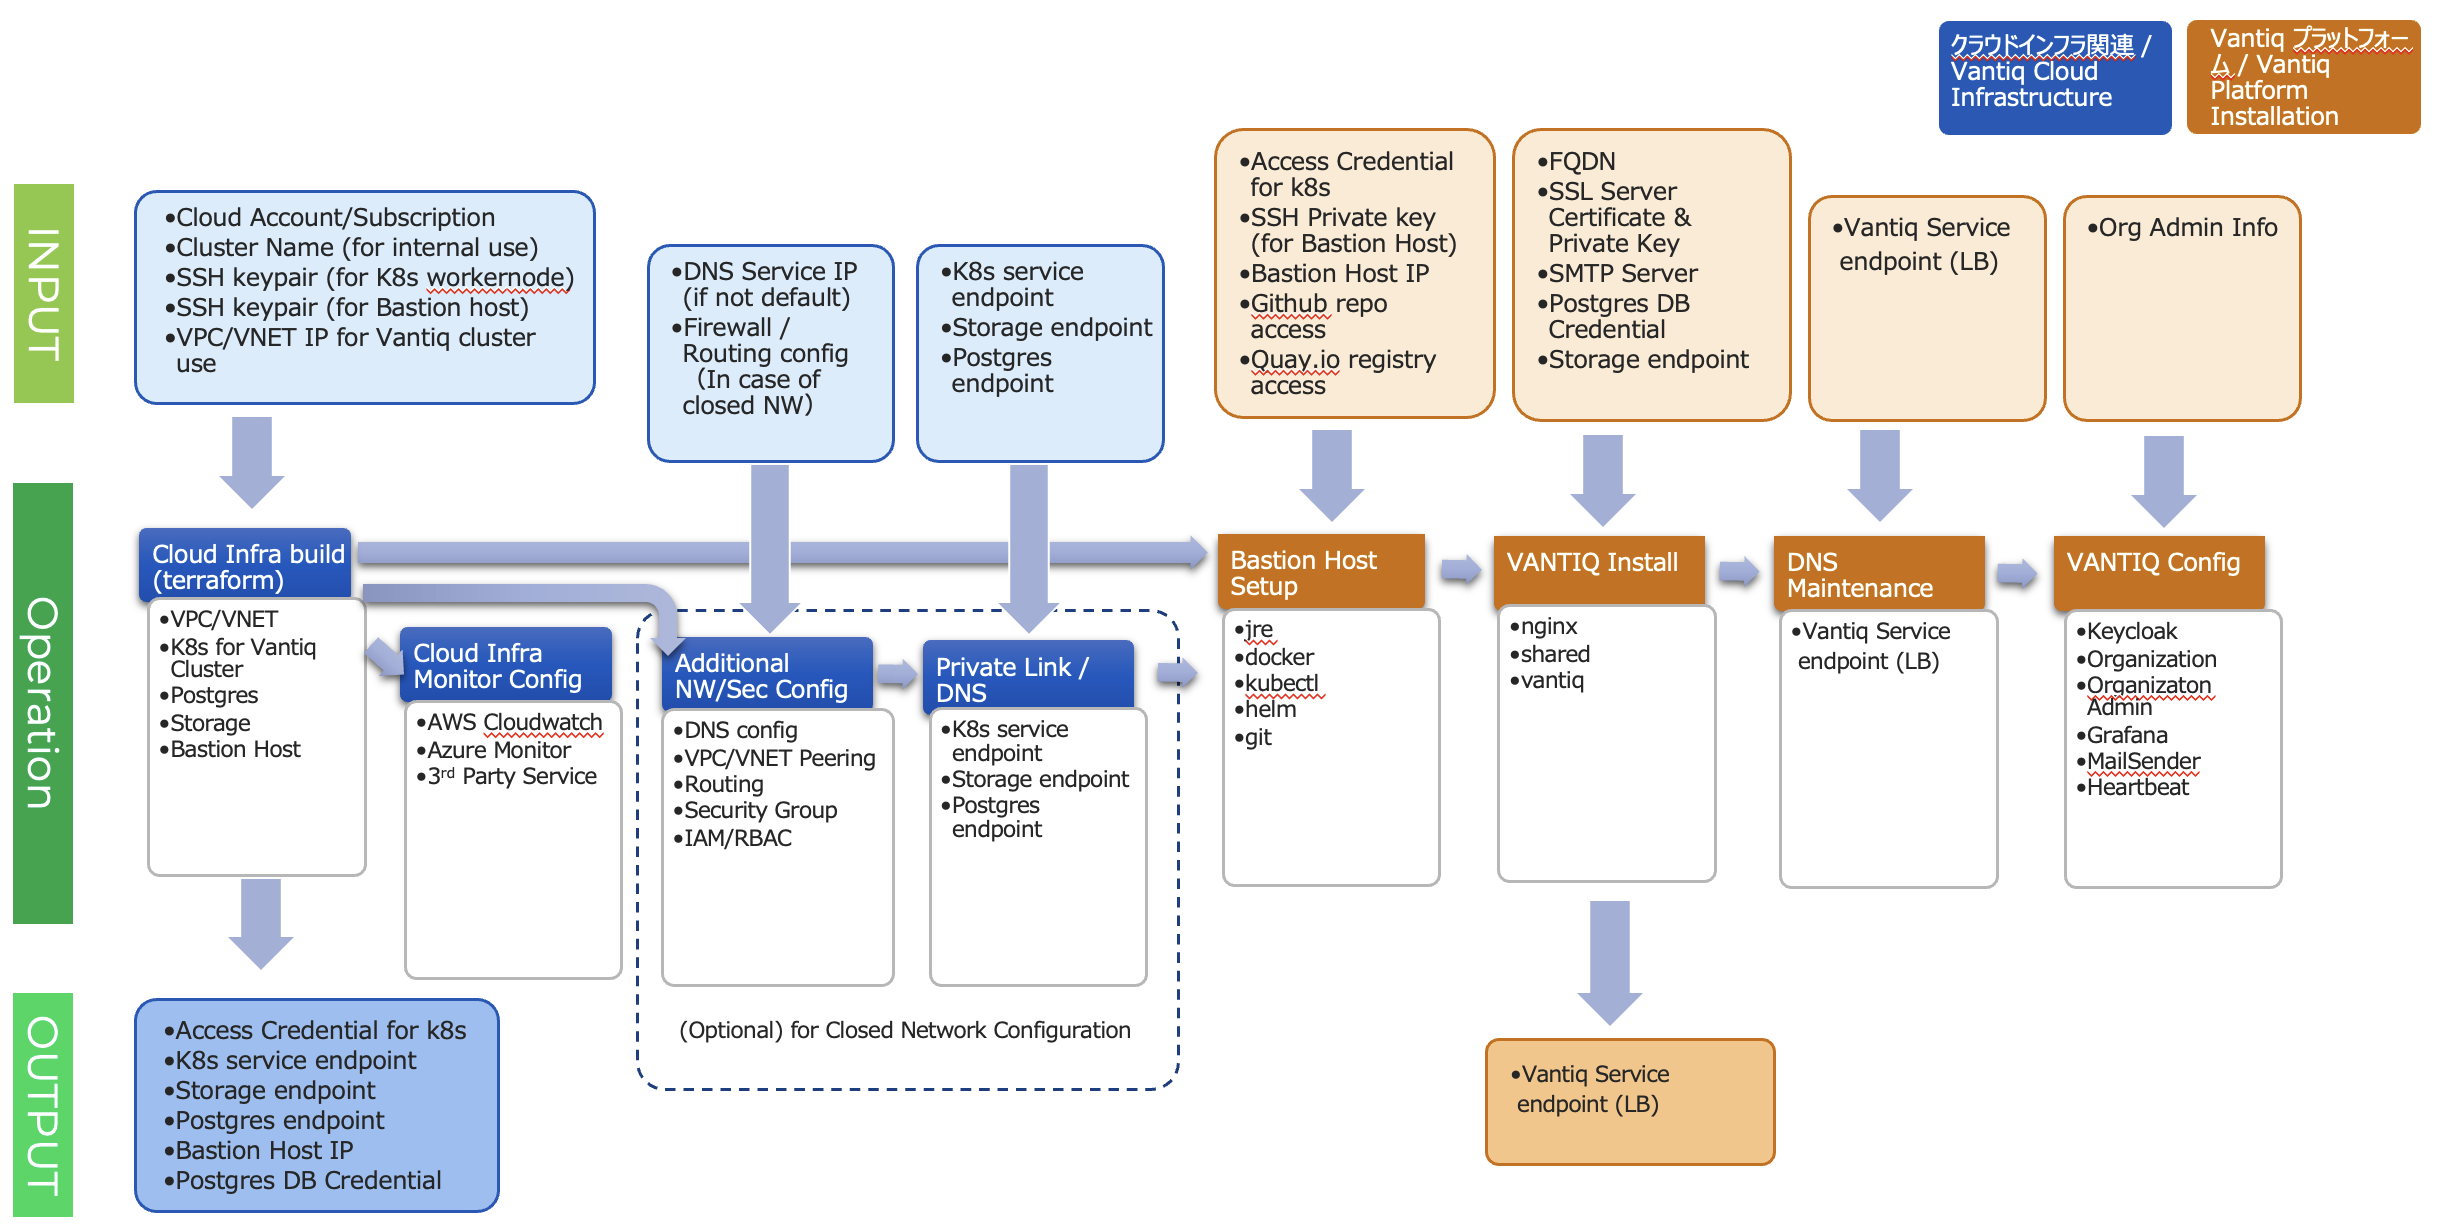 クラウドインフラ関連 /
Vantiq Cloud
Infrastructure
Vantiq プラットフォー
ム / Vantiq
Platform
Installation
INPUT
•Cloud Account/Subscription
•Cluster Name (for internal use)
•SSH keypair (for K8s workernode)
•SSH keypair (for Bastion host)
•VPC/VNET IP for Vantiq cluster
use
•DNS Service IP
(if not default)
•Firewall /
Routing config
（In case of
closed NW）
•K8s service
endpoint
•Storage endpoint
•Postgres
endpoint
•Access Credential
for k8s
•SSH Private key
(for Bastion Host)
•Bastion Host IP
•Github repo
access
•Quay.io registry
access
•FQDN
•SSL Server
Certificate &
Private Key
•SMTP Server
•Postgres DB
Credential
•Storage endpoint
•Vantiq Service
endpoint (LB)
•Org Admin Info
Operation
Cloud Infra build
(terraform)
•VPC/VNET
•K8s for Vantiq
Cluster
•Postgres
•Storage
•Bastion Host
Cloud Infra
Monitor Config
•AWS Cloudwatch
•Azure Monitor
•3rd Party Service
Additional
NW/Sec Config
•DNS config
•VPC/VNET Peering
•Routing
•Security Group
•IAM/RBAC
Private Link /
DNS
•K8s service
endpoint
•Storage endpoint
•Postgres
endpoint
(Optional) for Closed Network Configuration
Bastion Host
Setup
•jre
•docker
•kubectl
•helm
•git
VANTIQ Install
•nginx
•shared
•vantiq
DNS
Maintenance
•Vantiq Service
endpoint (LB)
VANTIQ Config
•Keycloak
•Organization
•Organizaton
Admin
•Grafana
•MailSender
•Heartbeat
OUTPUT
•Access Credential for k8s
•K8s service endpoint
•Storage endpoint
•Postgres endpoint
•Bastion Host IP
•Postgres DB Credential
•Vantiq Service
endpoint (LB)